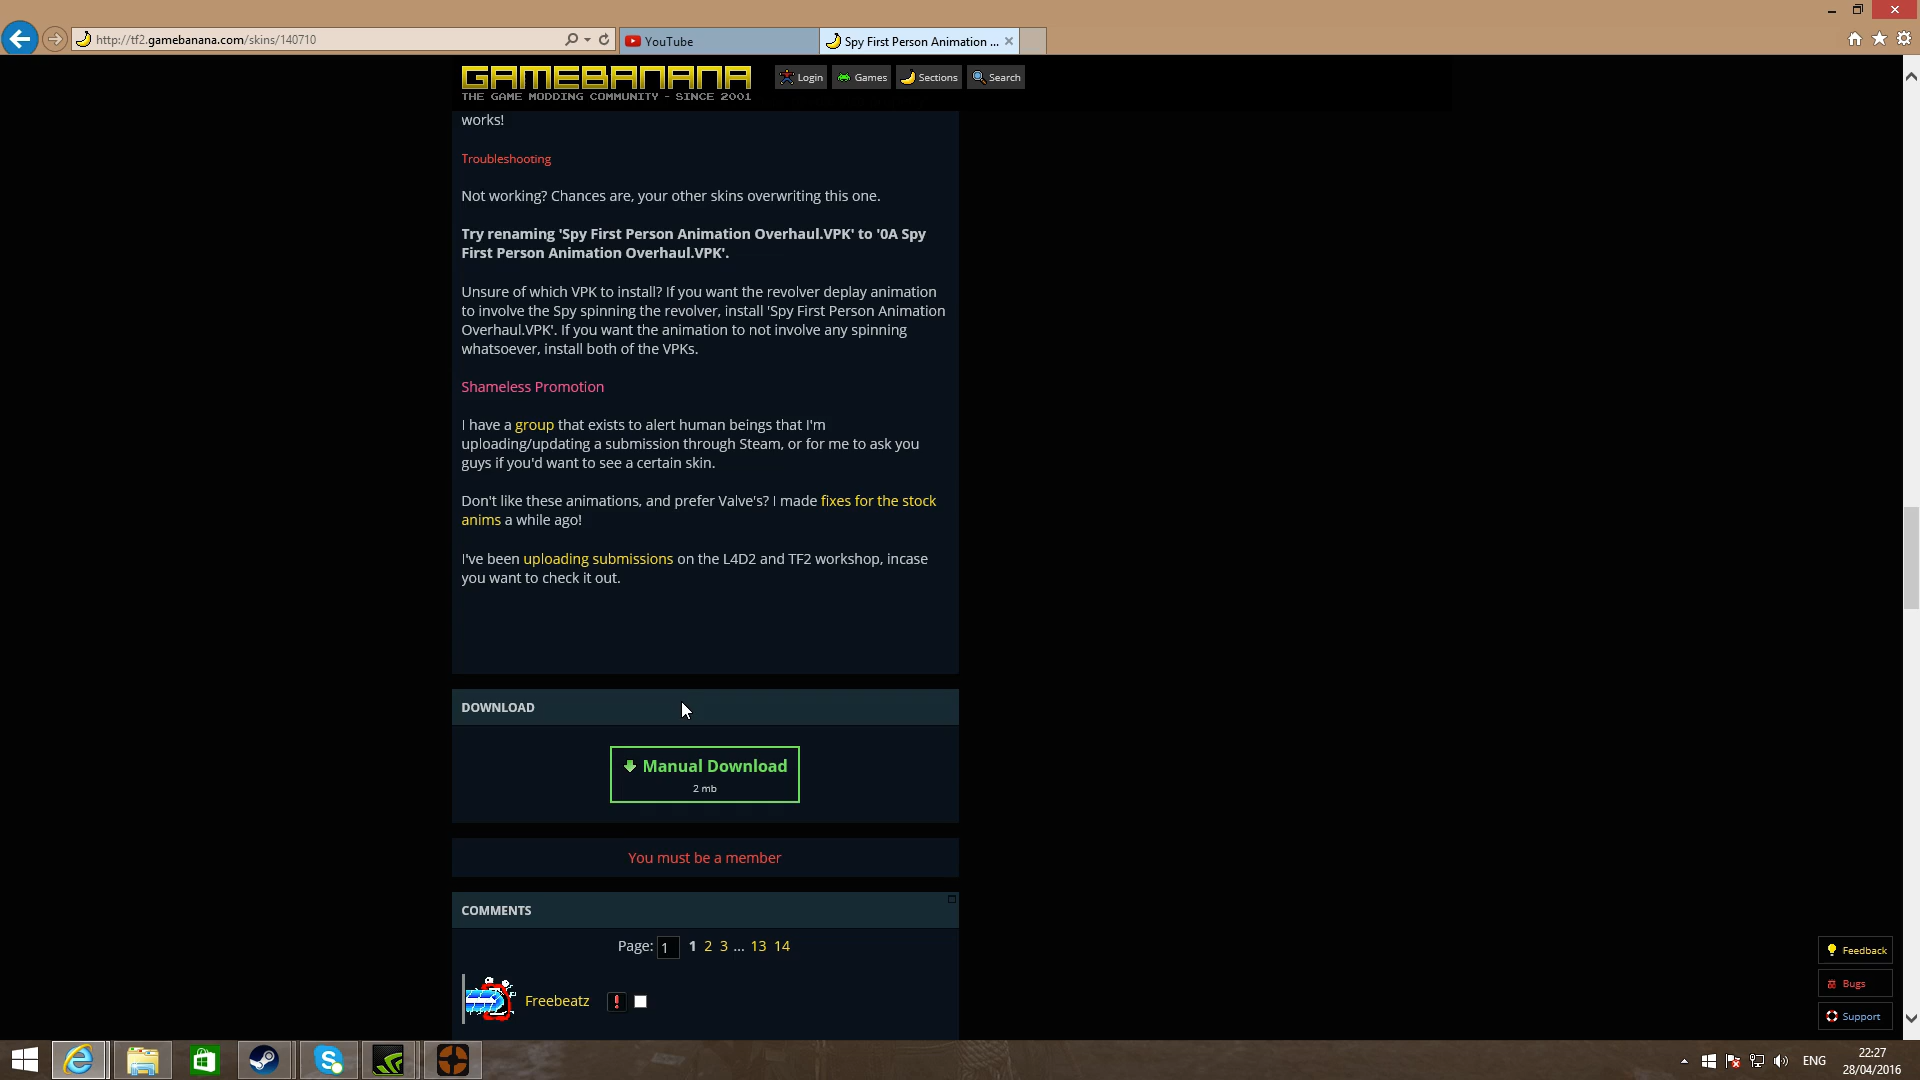 http://tf2.gamebanana.com/skins/140710
YouTube
Spy First Person Animation ...
GAMEBANANA
THE GAME MODDING COMMUNITY - SINCE 2001
Login
Games
Sections
Search
works!
Troubleshooting
Not working? Chances are, your other skins overwriting this one.
Try renaming 'Spy First Person Animation Overhaul.VPK' to '0A Spy
First Person Animation Overhaul.VPK'.
Unsure of which VPK to install? If you want the revolver deplay animation
to involve the Spy spinning the revolver, install 'Spy First Person Animation
Overhaul.VPK'. If you want the animation to not involve any spinning
whatsoever, install both of the VPKs.
Shameless Promotion
I have a group that exists to alert human beings that I'm
uploading/updating a submission through Steam, or for me to ask you
guys if you'd want to see a certain skin.
Don't like these animations, and prefer Valve's? I made fixes for the stock
anims a while ago!
I've been uploading submissions on the L4D2 and TF2 workshop, incase
you want to check it out.
DOWNLOAD
Manual Download
2 mb
You must be a member
COMMENTS
Page: 1 1 2 3 ... 13 14
Freebeatz
Feedback
Bugs
Support
ENG
22:27
28/04/2016